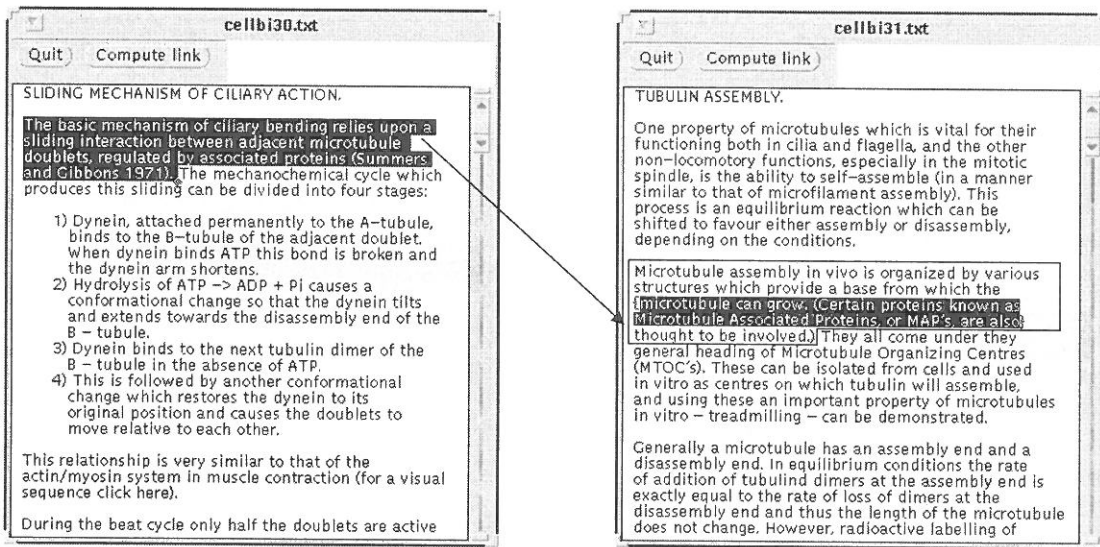 cellbi30.txt
Quit
Compute link
SLIDING MECHANISM OF CILIARY ACTION.
The basic mechanism of ciliary bending relies upon a
sliding interaction between adjacent microtubule
doublets, regulated by associated proteins (Summers
and Gibbons 1971). The mechanochemical cycle which
produces this sliding can be divided into four stages:
1) Dynein, attached permanently to the A-tubule,
binds to the B-tubule of the adjacent doublet.
When dynein binds ATP this bond is broken and
the dynein arm shortens.
2) Hydrolysis of ATP -> ADP + Pi causes a
conformational change so that the dynein tilts
and extends towards the disassembly end of the
B - tubule.
3) Dynein binds to the next tubulin dimer of the
B - tubule in the absence of ATP.
4) This is followed by another conformational
change which restores the dynein to its
original position and causes the doublets to
move relative to each other.
This relationship is very similar to that of the
actin/myosin system in muscle contraction (for a visual
sequence click here).
During the beat cycle only half the doublets are active
cellbi31.txt
Quit
Compute link
TUBULIN ASSEMBLY.
One property of microtubules which is vital for their
functioning both in cilia and flagella, and the other
non-locomotory functions, especially in the mitotic
spindle, is the ability to self-assemble (in a manner
similar to that of microfilament assembly). This
process is an equilibrium reaction which can be
shifted to favour either assembly or disassembly,
depending on the conditions.
Microtubule assembly in vivo is organized by various
structures which provide a base from which the
microtubule can grow. (Certain proteins known as
Microtubule Associated Proteins, or MAP's, are also
thought to be involved.) They all come under they
general heading of Microtubule Organizing Centres
(MTOC's). These can be isolated from cells and used
in vitro as centres on which tubulin will assemble,
and using these an important property of microtubules
in vitro - treadmilling - can be demonstrated.
Generally a microtubule has an assembly end and a
disassembly end. In equilibrium conditions the rate
of addition of tubulind dimers at the assembly end is
exactly equal to the rate of loss of dimers at the
disassembly end and thus the length of the microtubule
does not change. However, radioactive labelling of